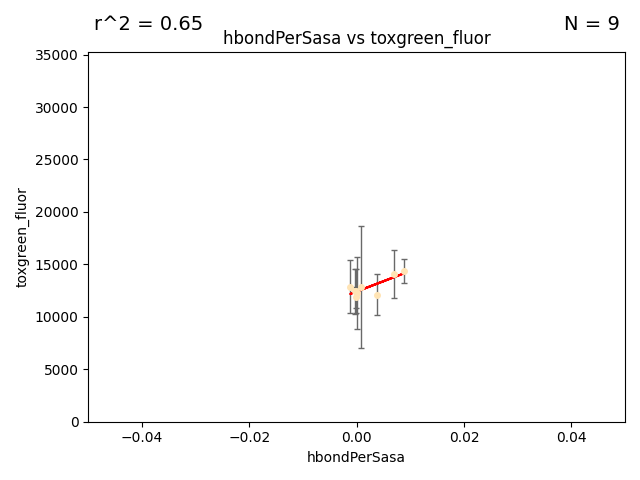 r^2 = 0.65
N = 9
hbondPerSasa vs toxgreen_fluor
35000
30000
25000
20000
15000
10000
5000
0
toxgreen_fluor
−0.04
−0.02
0.00
0.02
0.04
hbondPerSasa